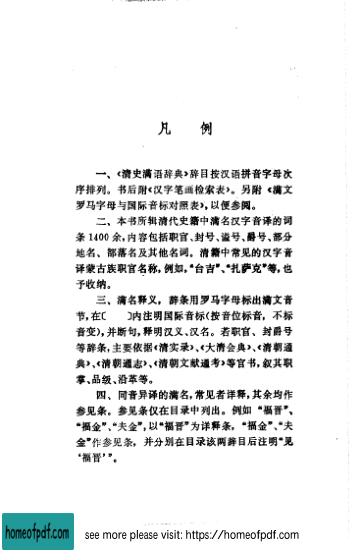 凡 例
一、《清史满语辞典》辞目按汉语拼音字母次
序排列。书后附《汉字笔画检索表》。另附《满文
罗马字母与国际音标对照表》,以便参阅。
二、本书所辑清代史籍中满名汉字音译的词
条1400余,内容包括职官、封号、谥号、爵号、部分
地名、部落名及其他名词。清籍中常见的汉字音
译蒙古族职官名称,例如,“台吉”、“扎萨克”等,也
予收纳。
三、满名释义,辞条用罗马字母标出满文音
节,在〔 〕内注明国际音标(按音位标音,不标
音变),并断句,释明汉义、汉名。若职官、封爵号
等辞条,主要依据《清实录》、《大清会典》、《清朝通
典》、《清朝通志》、《清朝文献通考》等官书,叙其职
掌、品级、沿革等。
四、同音异译的满名,常见者详释,其余均作
参见条。参见条仅在目录中列出。例如“福晋”、
“福金”、“夫金”,以“福晋”为详释条,“福金”、“夫
金”作参见条,并分别在目录该两辞目后注明“见
‘福晋’”。
homeofpdf.com see more please visit: https://homeofpdf.com